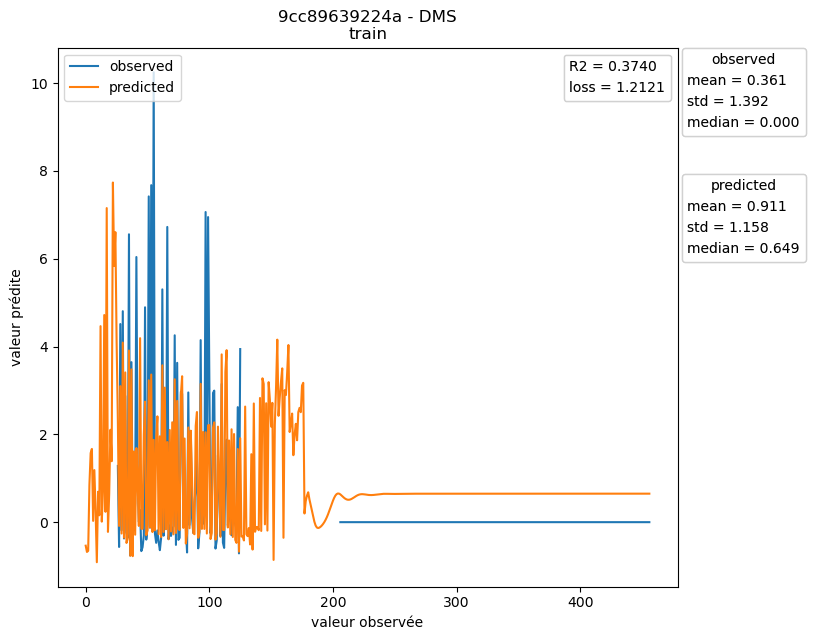 9cc89639224a - DMS
train
observed
predicted
R2 = 0.3740
loss = 1.2121
observed
mean = 0.361
std = 1.392
median = 0.000
predicted
mean = 0.911
std = 1.158
median = 0.649
valeur prédite
10
8
6
4
2
0
0
100
200
300
400
valeur observée